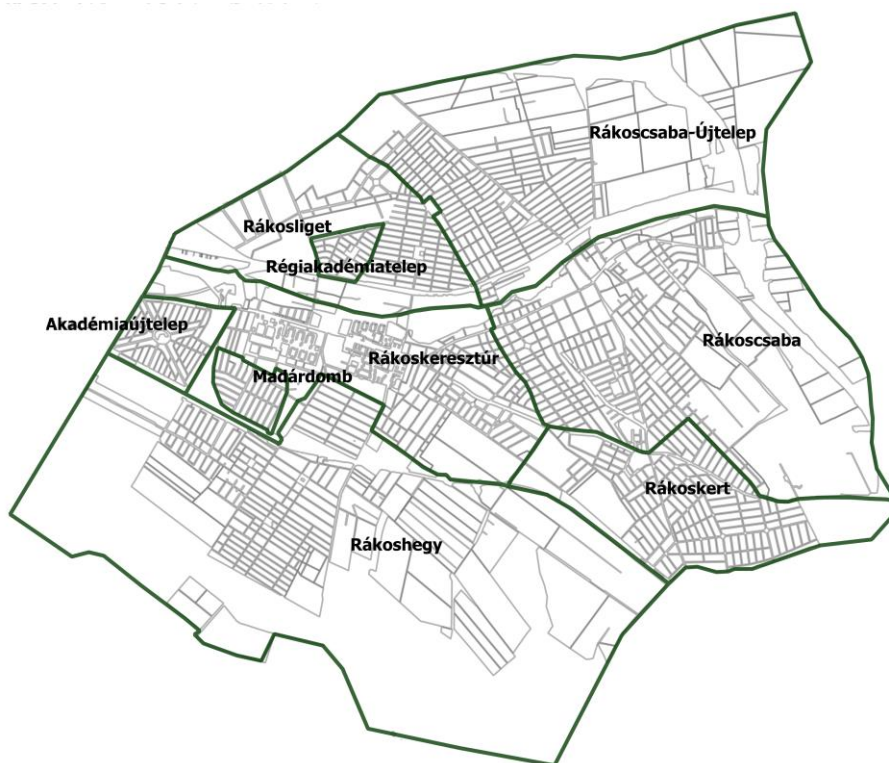 Rákoscsaba-Újtelep
Rákosliget
Régiakadémiatelep
Akadémiaújtelep
Rákoskeresztúr
Rákoscsaba
Madárdomb
Rákoskert
Rákoshegy